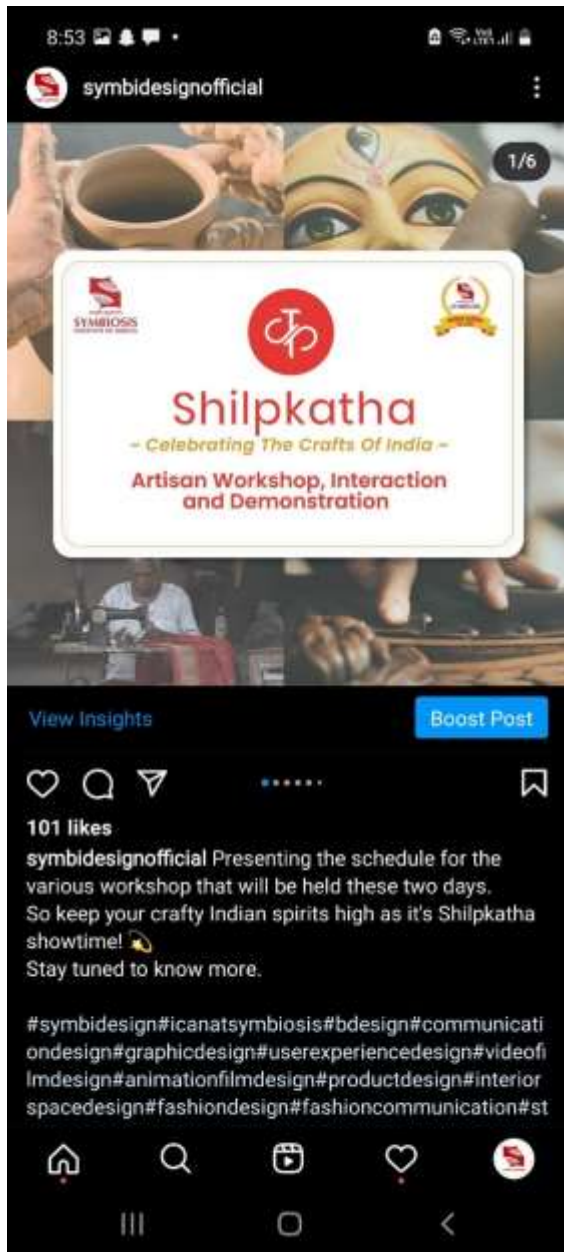 8:53
symbidesignofficial
1/6
SYMBIOSIS
Shilpkatha
~ Celebrating The Crafts Of India ~
Artisan Workshop, Interaction
and Demonstration
View Insights
Boost Post
101 likes
symbidesignofficial Presenting the schedule for the
various workshop that will be held these two days.
So keep your crafty Indian spirits high as it's Shilpkatha
showtime! 💫
Stay tuned to know more.
#symbidesign#icanatsymbiosis#bdesign#communicati
ondesign#graphicdesign#userexperiencedesign#videofi
lmdesign#animationfilmdesign#productdesign#interior
spacedesign#fashiondesign#fashioncommunication#st